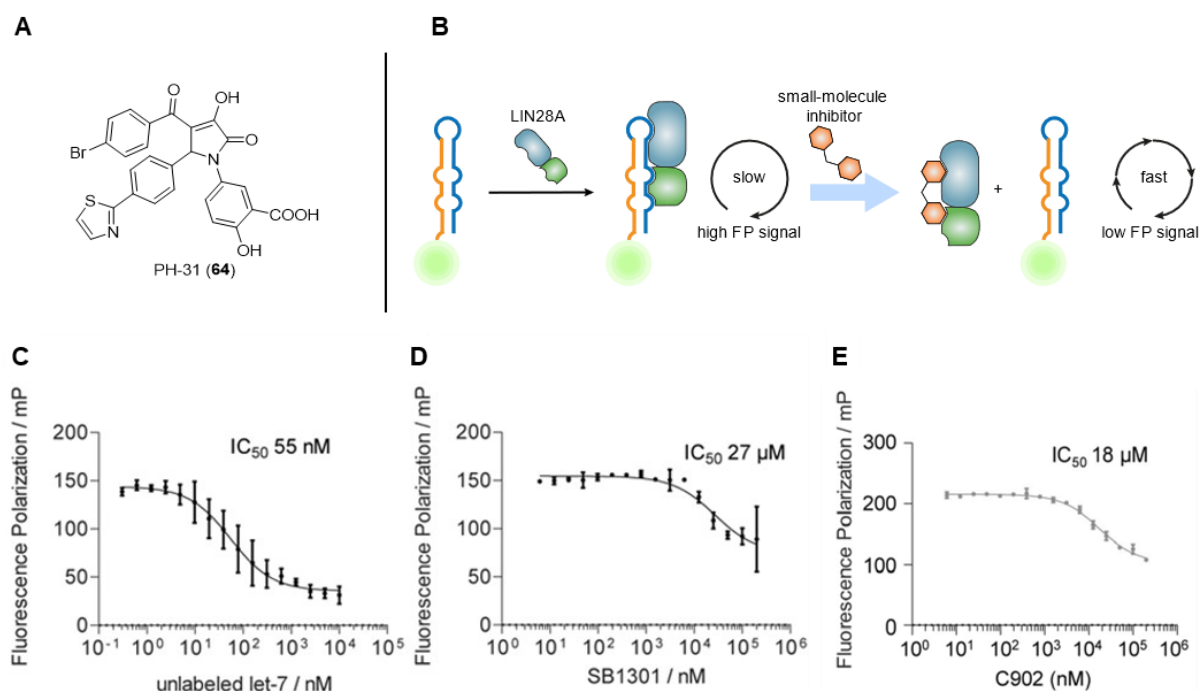 A
O
OH
O
Br
N
S
N
COOH
OH
PH-31 (64)
B
LIN28A
slow
high FP signal
small-molecule
inhibitor
+
fast
low FP signal
C
Fluorescence Polarization / mP
200
150
100
50
0
IC50 55 nM
10-1 100 101 102 103 104 105
unlabeled let-7 / nM
D
Fluorescence Polarization / mP
200
150
100
50
0
IC50 27 µM
100 101 102 103 104 105 106
SB1301 / nM
E
Fluorescence Polarization / mP
300
200
100
0
IC50 18 µM
100 101 102 103 104 105 106
C902 (nM)